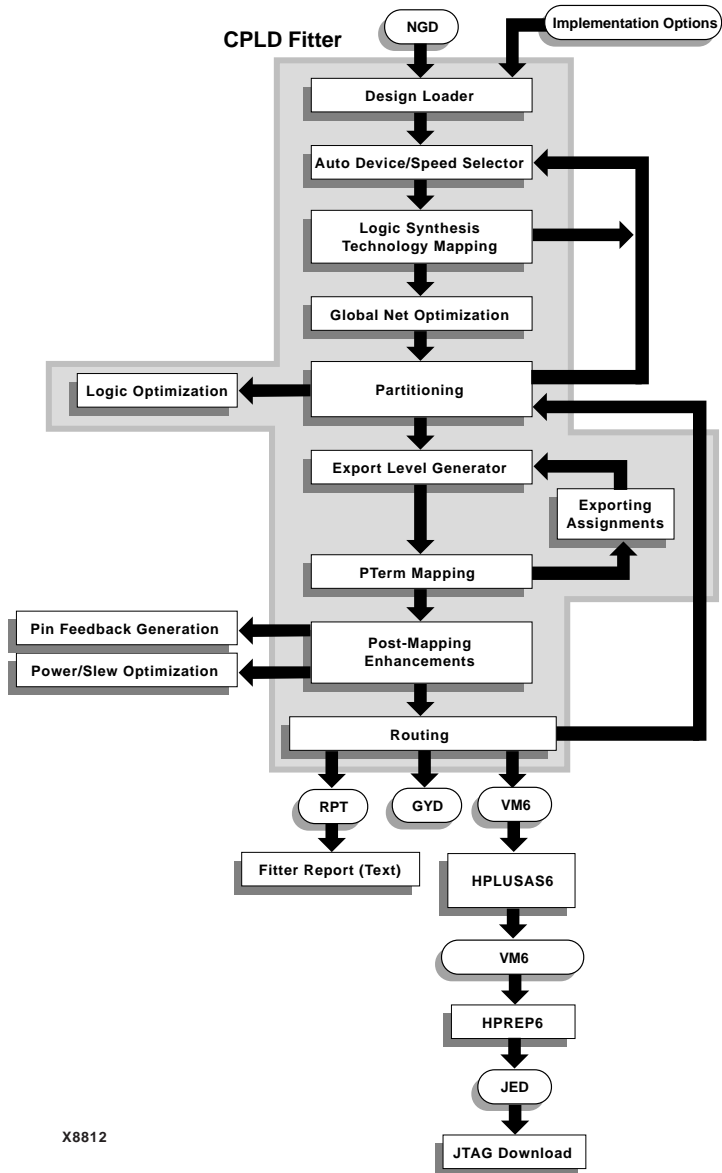 CPLD Fitter
NGD
Implementation Options
Design Loader
Auto Device/Speed Selector
Logic Synthesis
Technology Mapping
Global Net Optimization
Logic Optimization
Partitioning
Export Level Generator
Exporting
Assignments
PTerm Mapping
Pin Feedback Generation
Post-Mapping
Enhancements
Power/Slew Optimization
Routing
RPT
GYD
VM6
Fitter Report (Text)
HPLUSAS6
VM6
HPREP6
JED
X8812
JTAG Download